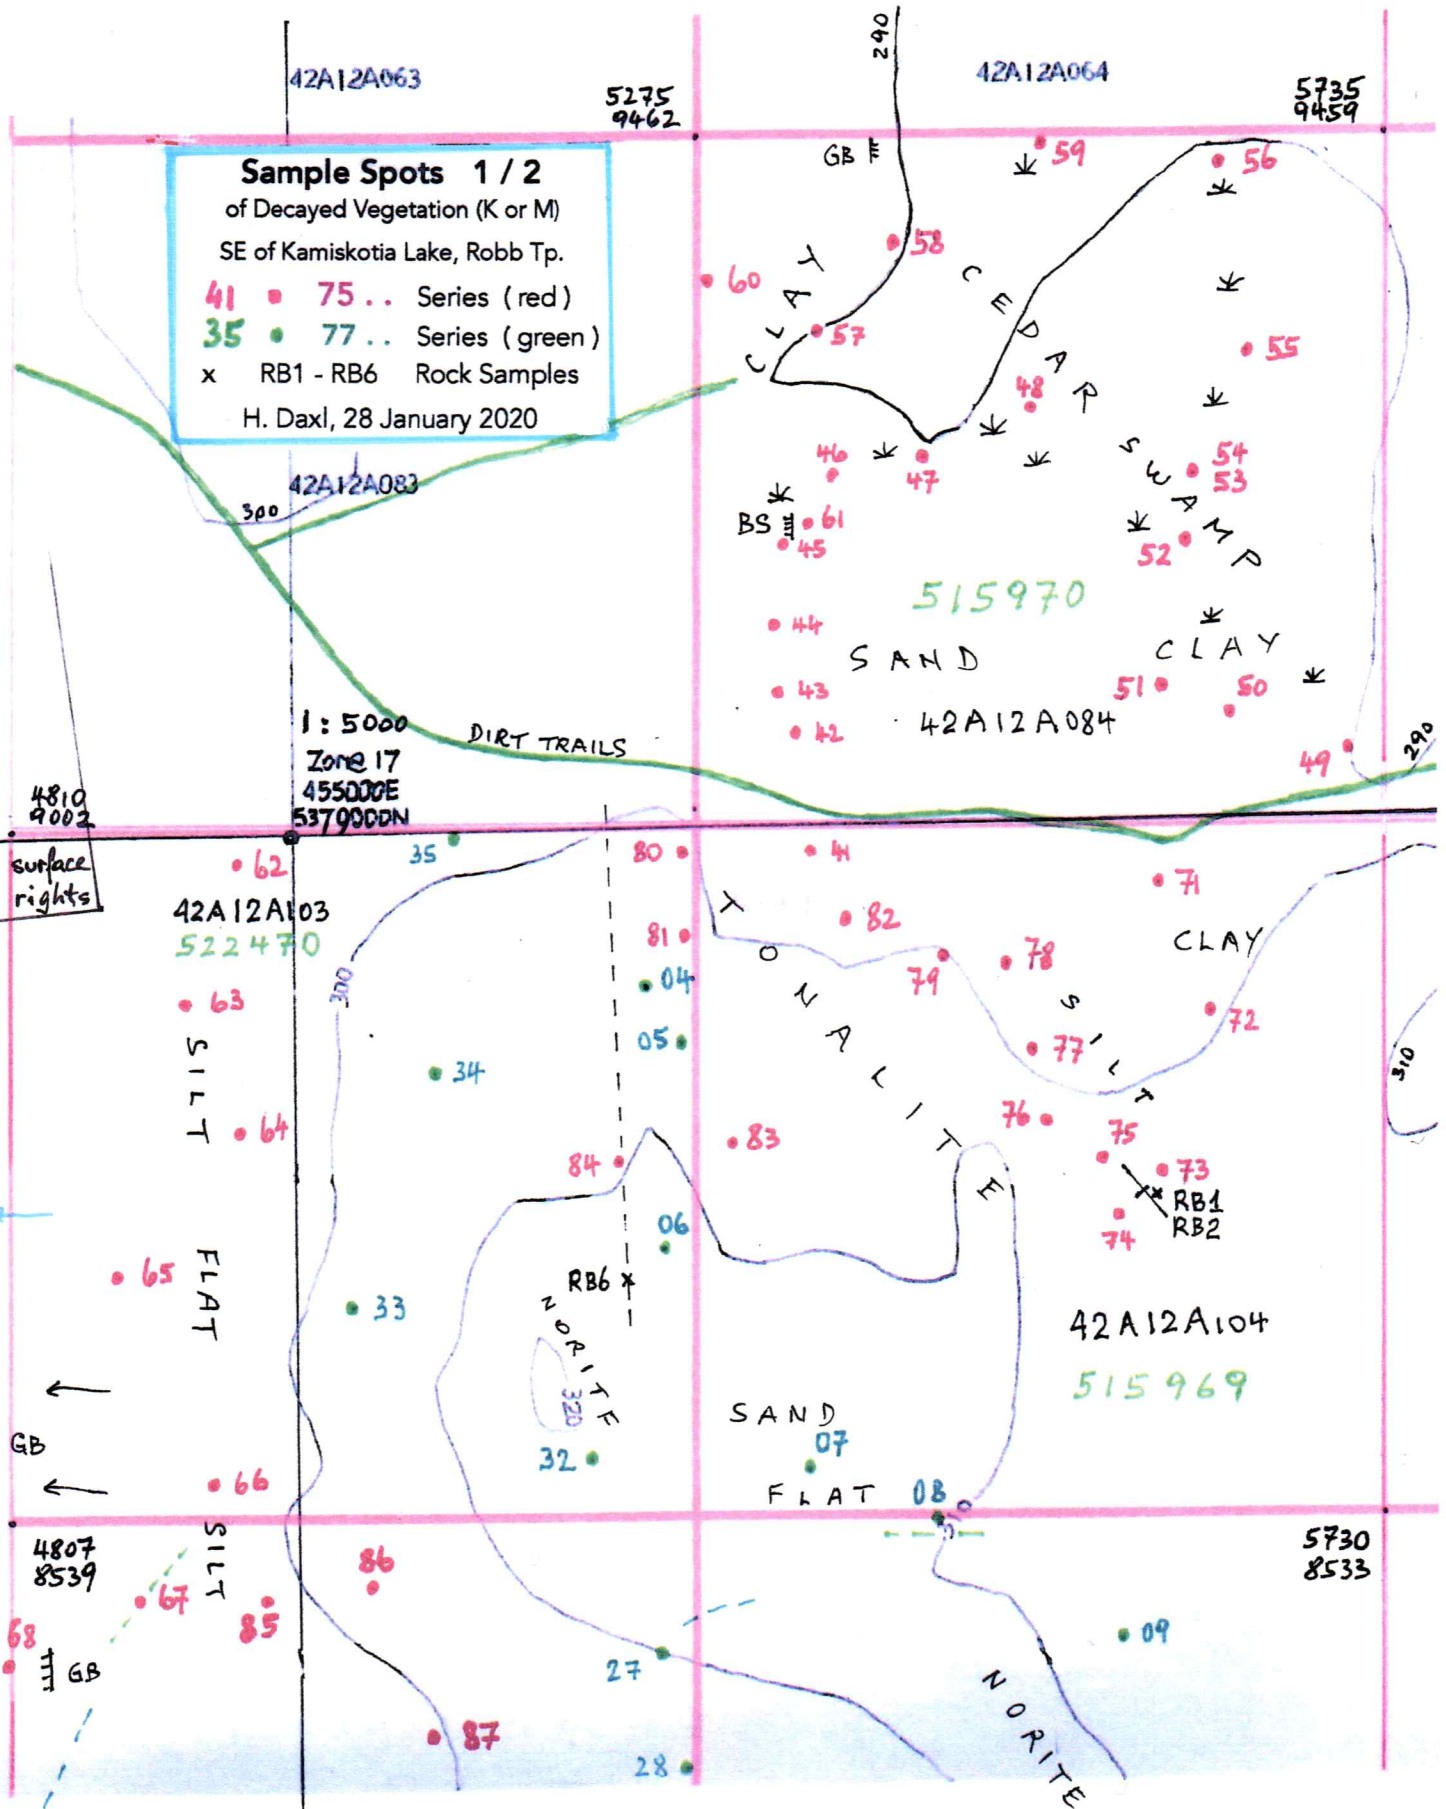 290
42A12A063
42A12A064
5275
9462
5735
9459
Sample Spots 1 / 2
of Decayed Vegetation (K or M)
SE of Kamiskotia Lake, Robb Tp.
41 • 75 . . Series ( red )
35 • 77 . . Series ( green )
x RB1 - RB6 Rock Samples
H. Daxl, 28 January 2020
GB
59
56
58
60
CLAY
CEDAR SWAMP
57
55
48
46
47
54
53
42A12A083
300
BS
61
45
52
515970
44
SAND
CLAY
51
50
43
42
42A12A084
49
290
1 : 5000
Zone 17
455000E
5379000N
DIRT TRAILS
4810
9002
surface
rights
62
35
80
41
71
42A12A103
522470
81
82
TONALITE
CLAY
79
78
SILT
04
300
63
72
05
77
310
34
SILT
64
76
75
83
84
73
RB1
RB2
74
06
65
FLAT
33
RB6
NORITE
320
42A12A104
515969
SAND
07
GB
32
66
FLAT
08
310
SILT
4807
8539
5730
8533
86
67
85
68
GB
09
27
NORITE
87
28